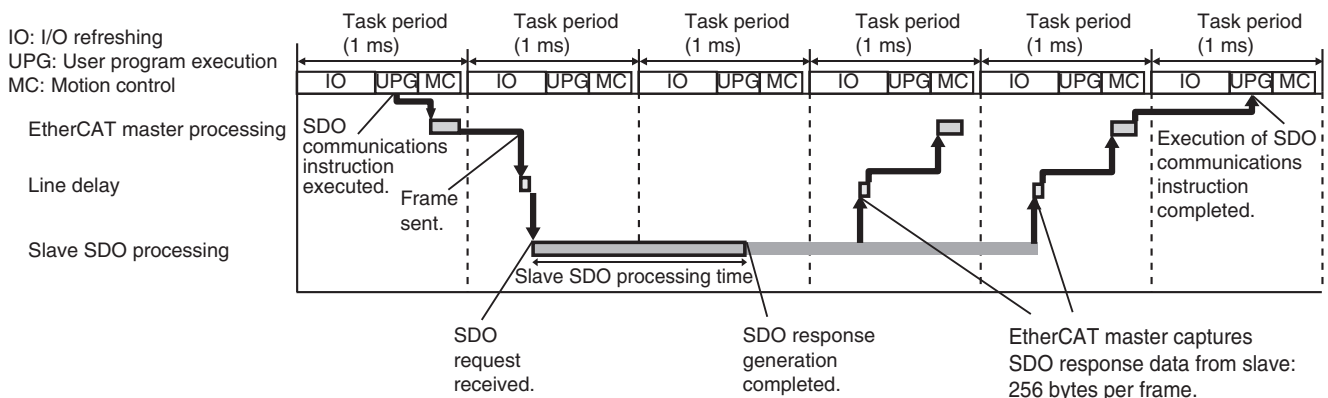 IO: I/O refreshing
UPG: User program execution
MC: Motion control
Task period
(1 ms)
Task period
(1 ms)
Task period
(1 ms)
Task period
(1 ms)
Task period
(1 ms)
Task period
(1 ms)
IO UPG MC IO UPG MC IO UPG MC IO UPG MC IO UPG MC IO UPG MC
EtherCAT master processing
Line delay
Slave SDO processing
SDO
communications
instruction
executed.
Frame
sent.
Execution of SDO
communications
instruction
completed.
Slave SDO processing time
SDO
request
received.
SDO response
generation
completed.
EtherCAT master captures
SDO response data from slave:
256 bytes per frame.